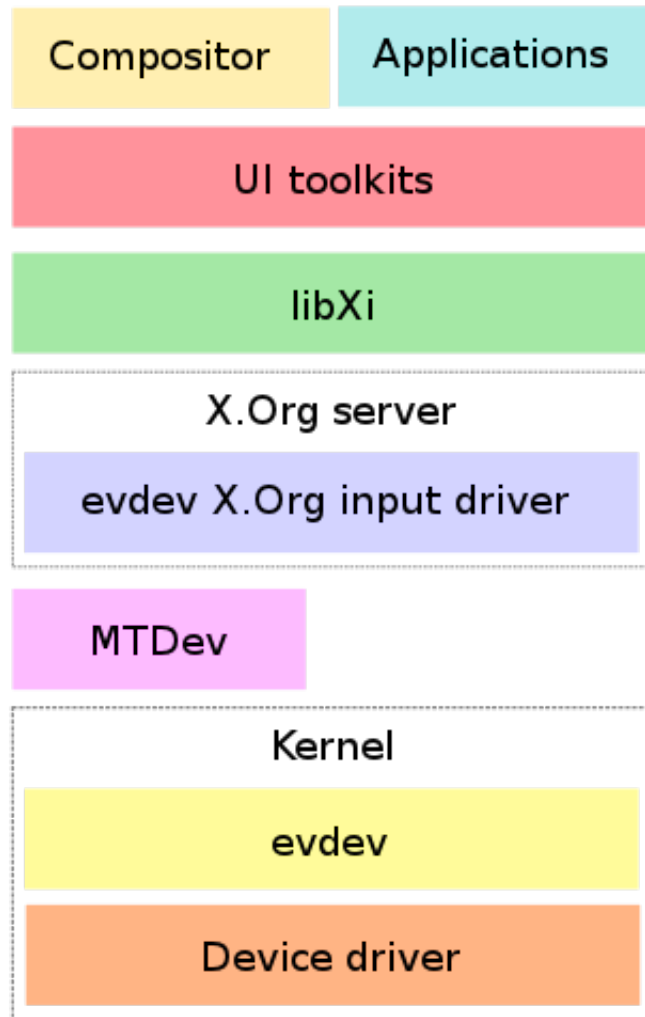 Compositor
Applications
UI toolkits
libXi
X.Org server
evdev X.Org input driver
MTDev
Kernel
evdev
Device driver